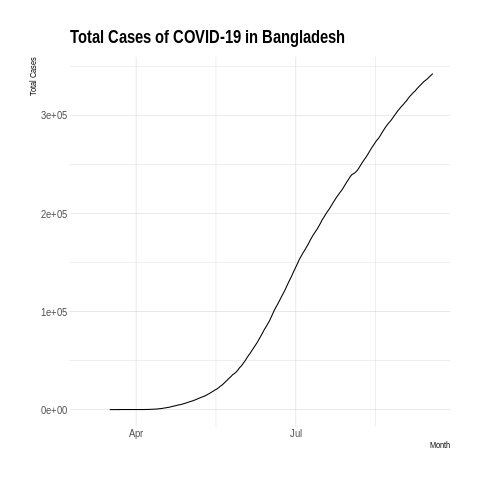 Total Cases of COVID-19 in Bangladesh
Total Cases
3e+05
2e+05
1e+05
0e+00
Apr Jul
Month